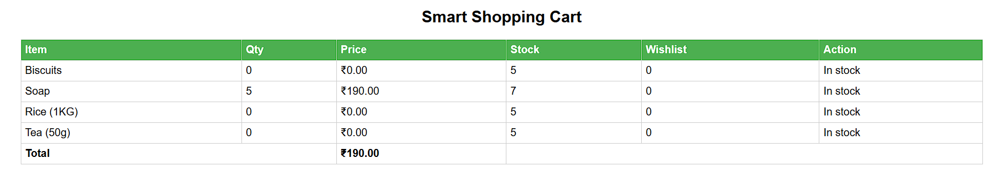 Smart Shopping Cart
Item Qty Price Stock Wishlist Action
Biscuits 0 ₹0.00 5 0 In stock
Soap 5 ₹190.00 7 0 In stock
Rice (1KG) 0 ₹0.00 5 0 In stock
Tea (50g) 0 ₹0.00 5 0 In stock
Total ₹190.00